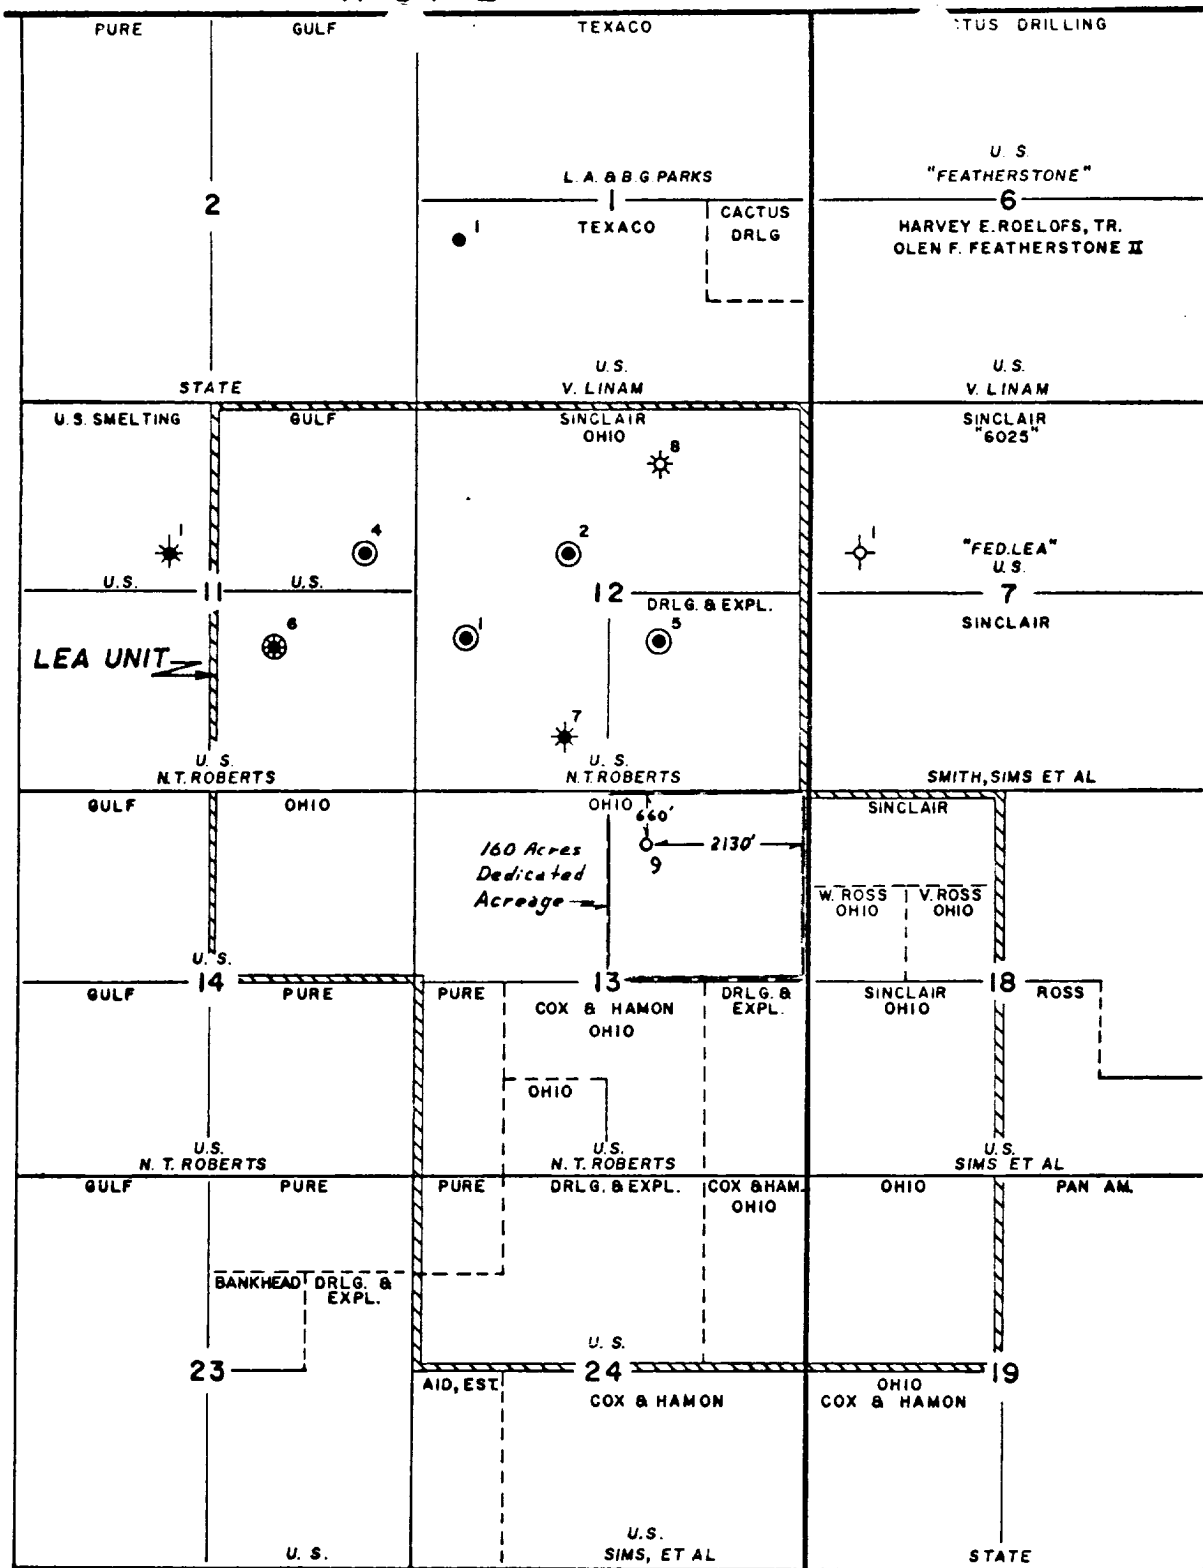 PURE
GULF
TEXACO
TUS DRILLING
2
L. A. & B.G. PARKS
1
TEXACO
CACTUS
DRLG
1
U. S.
"FEATHERSTONE"
6
HARVEY E. ROELOFS, TR.
OLEN F. FEATHERSTONE II
STATE
U.S.
V. LINAM
U.S.
V. LINAM
U.S. SMELTING
GULF
SINCLAIR
OHIO
SINCLAIR
"6025"
8
1
4
2
1
"FED. LEA"
U.S.
U.S.
11
U.S.
12
DRLG. & EXPL.
7
SINCLAIR
6
1
5
LEA UNIT
7
U. S.
N.T. ROBERTS
U.S.
N.T. ROBERTS
SMITH, SIMS ET AL
GULF
OHIO
OHIO
SINCLAIR
660'
2130'
9
160 Acres
Dedicated
Acreage
W. ROSS
OHIO
V. ROSS
OHIO
U. S.
14
13
18
GULF
PURE
PURE
COX & HAMON
OHIO
DRLG. &
EXPL.
SINCLAIR
OHIO
ROSS
OHIO
U.S.
N. T. ROBERTS
U.S.
N. T. ROBERTS
U.S.
SIMS ET AL
GULF
PURE
PURE
DRLG. & EXPL.
COX & HAM.
OHIO
OHIO
PAN AM.
BANKHEAD
DRLG. &
EXPL.
U. S.
23
24
19
AID, EST.
COX & HAMON
OHIO
COX & HAMON
U. S.
U.S.
SIMS, ET AL
STATE